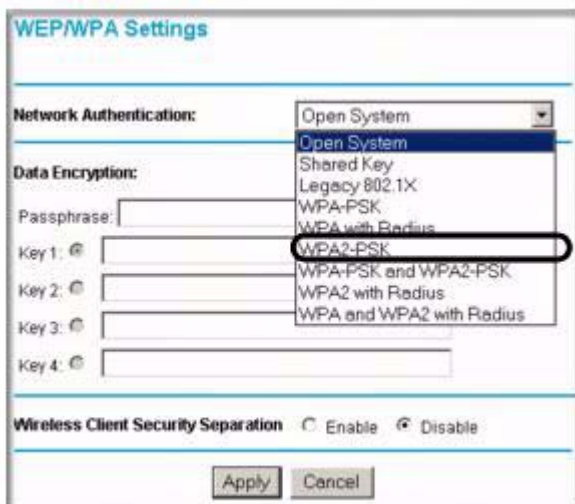 WEP/WPA Settings
Network Authentication:
Open System
Open System
Shared Key
Legacy 802.1X
WPA-PSK
WPA with Radius
WPA2-PSK
WPA-PSK and WPA2-PSK
WPA2 with Radius
WPA and WPA2 with Radius
Data Encryption:
Passphrase:
Key 1:
Key 2:
Key 3:
Key 4:
Wireless Client Security Separation Enable Disable
Apply Cancel